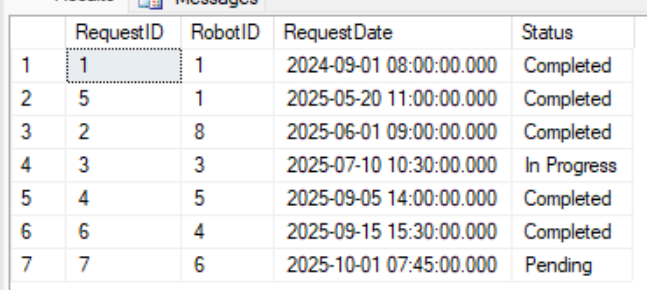 Results Messages
RequestID RobotID RequestDate Status
1 1 1 2024-09-01 08:00:00.000 Completed
2 5 1 2025-05-20 11:00:00.000 Completed
3 2 8 2025-06-01 09:00:00.000 Completed
4 3 3 2025-07-10 10:30:00.000 In Progress
5 4 5 2025-09-05 14:00:00.000 Completed
6 6 4 2025-09-15 15:30:00.000 Completed
7 7 6 2025-10-01 07:45:00.000 Pending